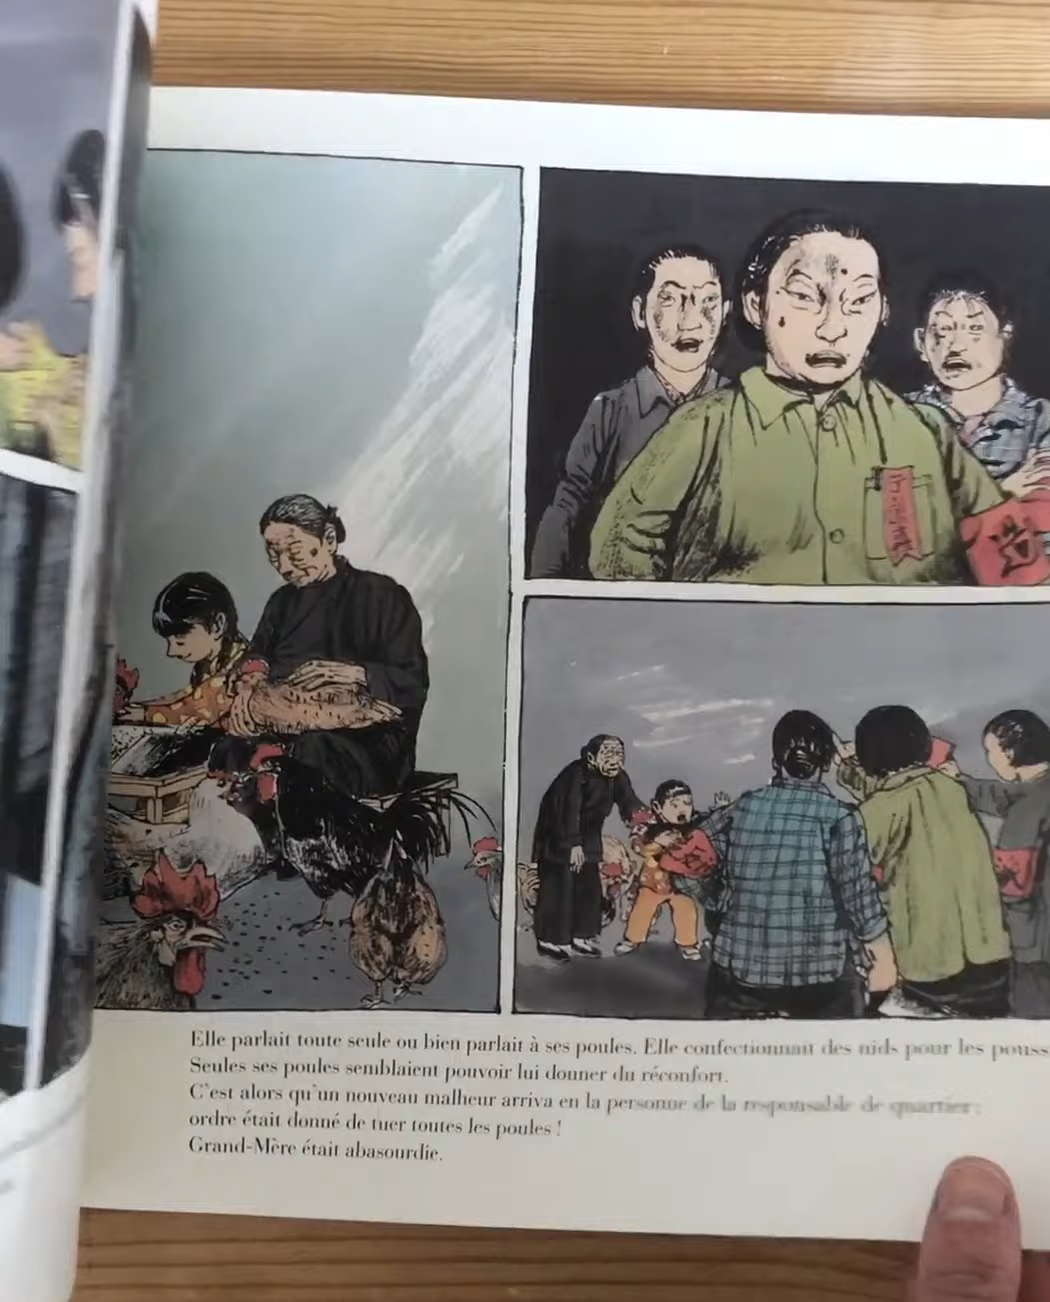 Elle parlait toute seule ou bien parlait à ses poules. Elle confectionnait des nids pour les pouss
Seules ses poules semblaient pouvoir lui donner du réconfort.
C'est alors qu'un nouveau malheur arriva en la personne de la responsable de quartier :
ordre était donné de tuer toutes les poules !
Grand-Mère était abasourdie.